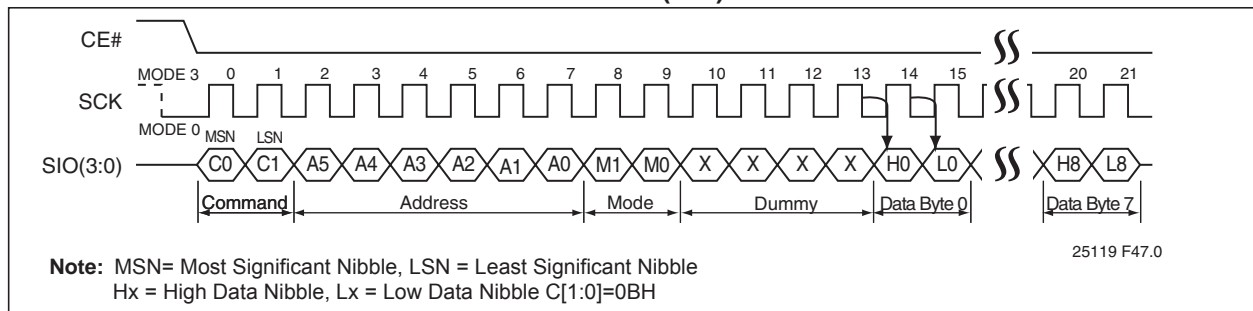 CE#
MODE 3 0 1 2 3 4 5 6 7 8 9 10 11 12 13 14 15 20 21
SCK
MODE 0 MSN LSN
SIO(3:0) C0 C1 A5 A4 A3 A2 A1 A0 M1 M0 X X X X H0 L0 H8 L8
Command Address Mode Dummy Data Byte 0 Data Byte 7
25119 F47.0
Note: MSN= Most Significant Nibble, LSN = Least Significant Nibble
Hx = High Data Nibble, Lx = Low Data Nibble C[1:0]=0BH